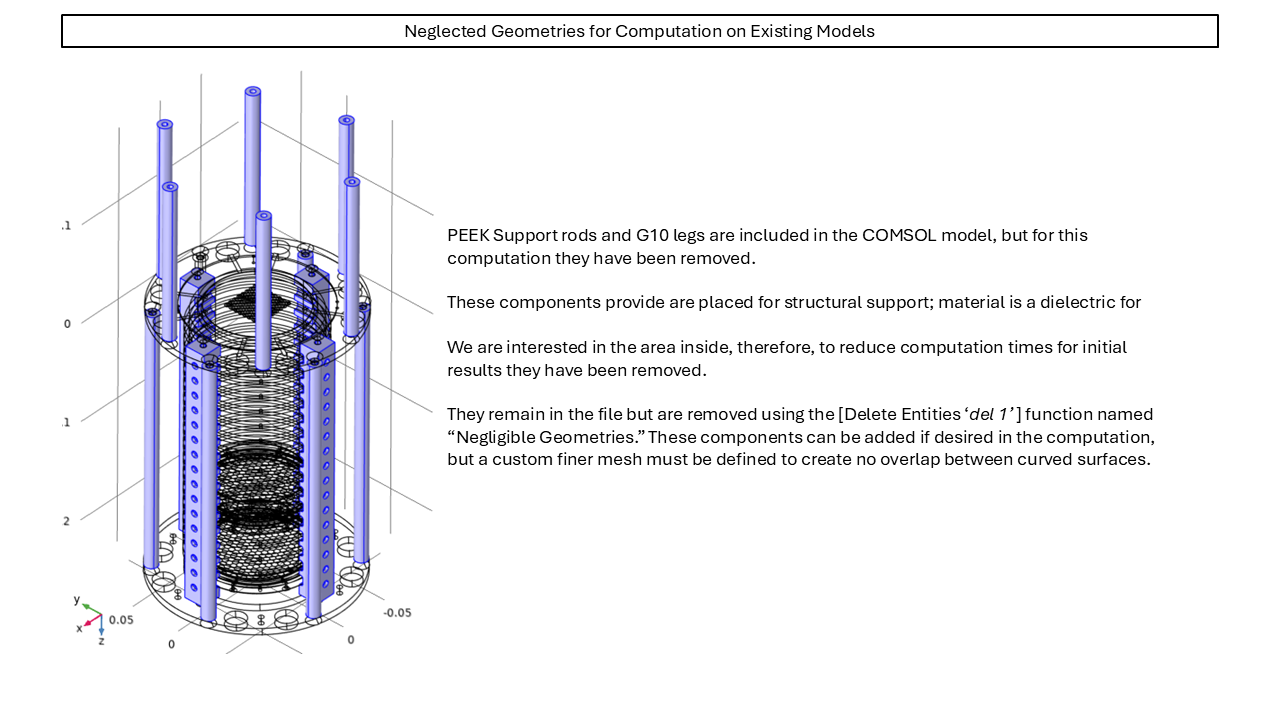 Neglected Geometries for Computation on Existing Models
.1
0
.1
2
y
x
z
0.05
0
0
-0.05
PEEK Support rods and G10 legs are included in the COMSOL model, but for this
computation they have been removed.
These components provide are placed for structural support; material is a dielectric for
We are interested in the area inside, therefore, to reduce computation times for initial
results they have been removed.
They remain in the file but are removed using the [Delete Entities ‘del 1’] function named
“Negligible Geometries.” These components can be added if desired in the computation,
but a custom finer mesh must be defined to create no overlap between curved surfaces.